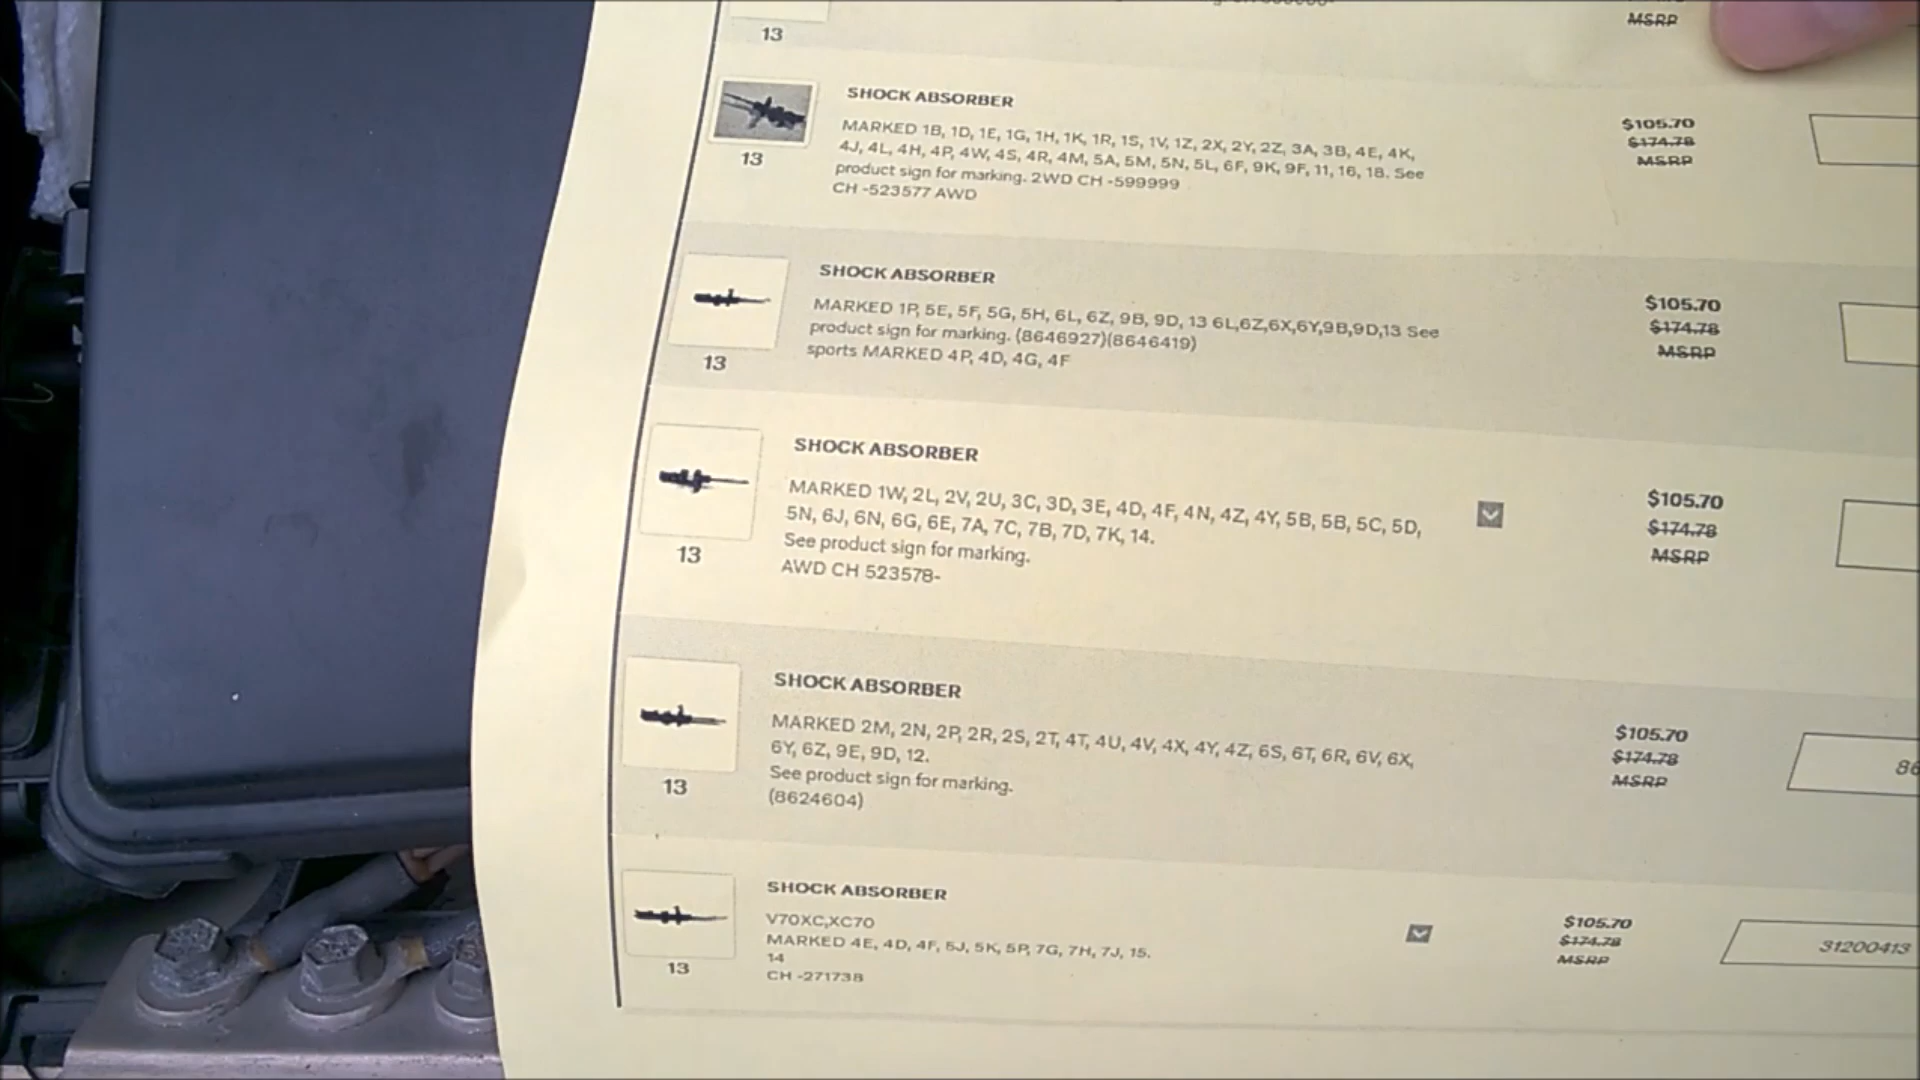 MSRP
13
SHOCK ABSORBER
MARKED 1B, 1D, 1E, 1G, 1H, 1K, 1R, 1S, 1V, 1Z, 2X, 2Y, 2Z, 3A, 3B, 4E, 4K,
4J, 4L, 4H, 4P, 4W, 4S, 4R, 4M, 5A, 5M, 5N, 5L, 6F, 9K, 9F, 11, 16, 18. See
product sign for marking. 2WD CH -599999
CH -523577 AWD
13
$105.70
$174.78
MSRP
SHOCK ABSORBER
MARKED 1P, 5E, 5F, 5G, 5H, 6L, 6Z, 9B, 9D, 13 6L,6Z,6X,6Y,9B,9D,13 See
product sign for marking. (8646927)(8646419)
sports MARKED 4P, 4D, 4G, 4F
13
$105.70
$174.78
MSRP
SHOCK ABSORBER
MARKED 1W, 2L, 2V, 2U, 3C, 3D, 3E, 4D, 4F, 4N, 4Z, 4Y, 5B, 5B, 5C, 5D,
5N, 6J, 6N, 6G, 6E, 7A, 7C, 7B, 7D, 7K, 14.
See product sign for marking.
AWD CH 523578-
13
$105.70
$174.78
MSRP
SHOCK ABSORBER
MARKED 2M, 2N, 2P, 2R, 2S, 2T, 4T, 4U, 4V, 4X, 4Y, 4Z, 6S, 6T, 6R, 6V, 6X,
6Y, 6Z, 9E, 9D, 12.
See product sign for marking.
(8624604)
13
$105.70
$174.78
MSRP
86
SHOCK ABSORBER
V70XC,XC70
MARKED 4E, 4D, 4F, 5J, 5K, 5P, 7G, 7H, 7J, 15.
14
CH -271738
13
$105.70
$174.78
MSRP
31200413